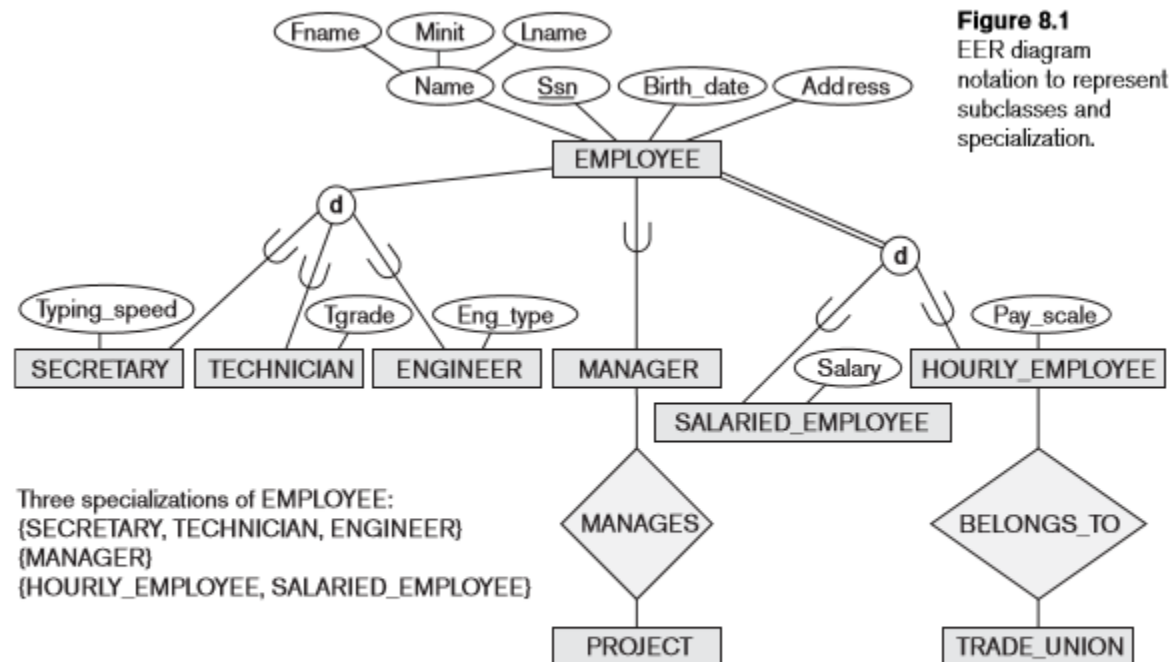 Figure 8.1
EER diagram
notation to represent
subclasses and
specialization.
Fname Minit Lname
Name Ssn Birth_date Address
EMPLOYEE
d
d
Typing_speed Tgrade Eng_type Pay_scale
SECRETARY TECHNICIAN ENGINEER MANAGER Salary HOURLY_EMPLOYEE
SALARIED_EMPLOYEE
Three specializations of EMPLOYEE:
{SECRETARY, TECHNICIAN, ENGINEER}
{MANAGER}
{HOURLY_EMPLOYEE, SALARIED_EMPLOYEE}
MANAGES BELONGS_TO
PROJECT TRADE_UNION